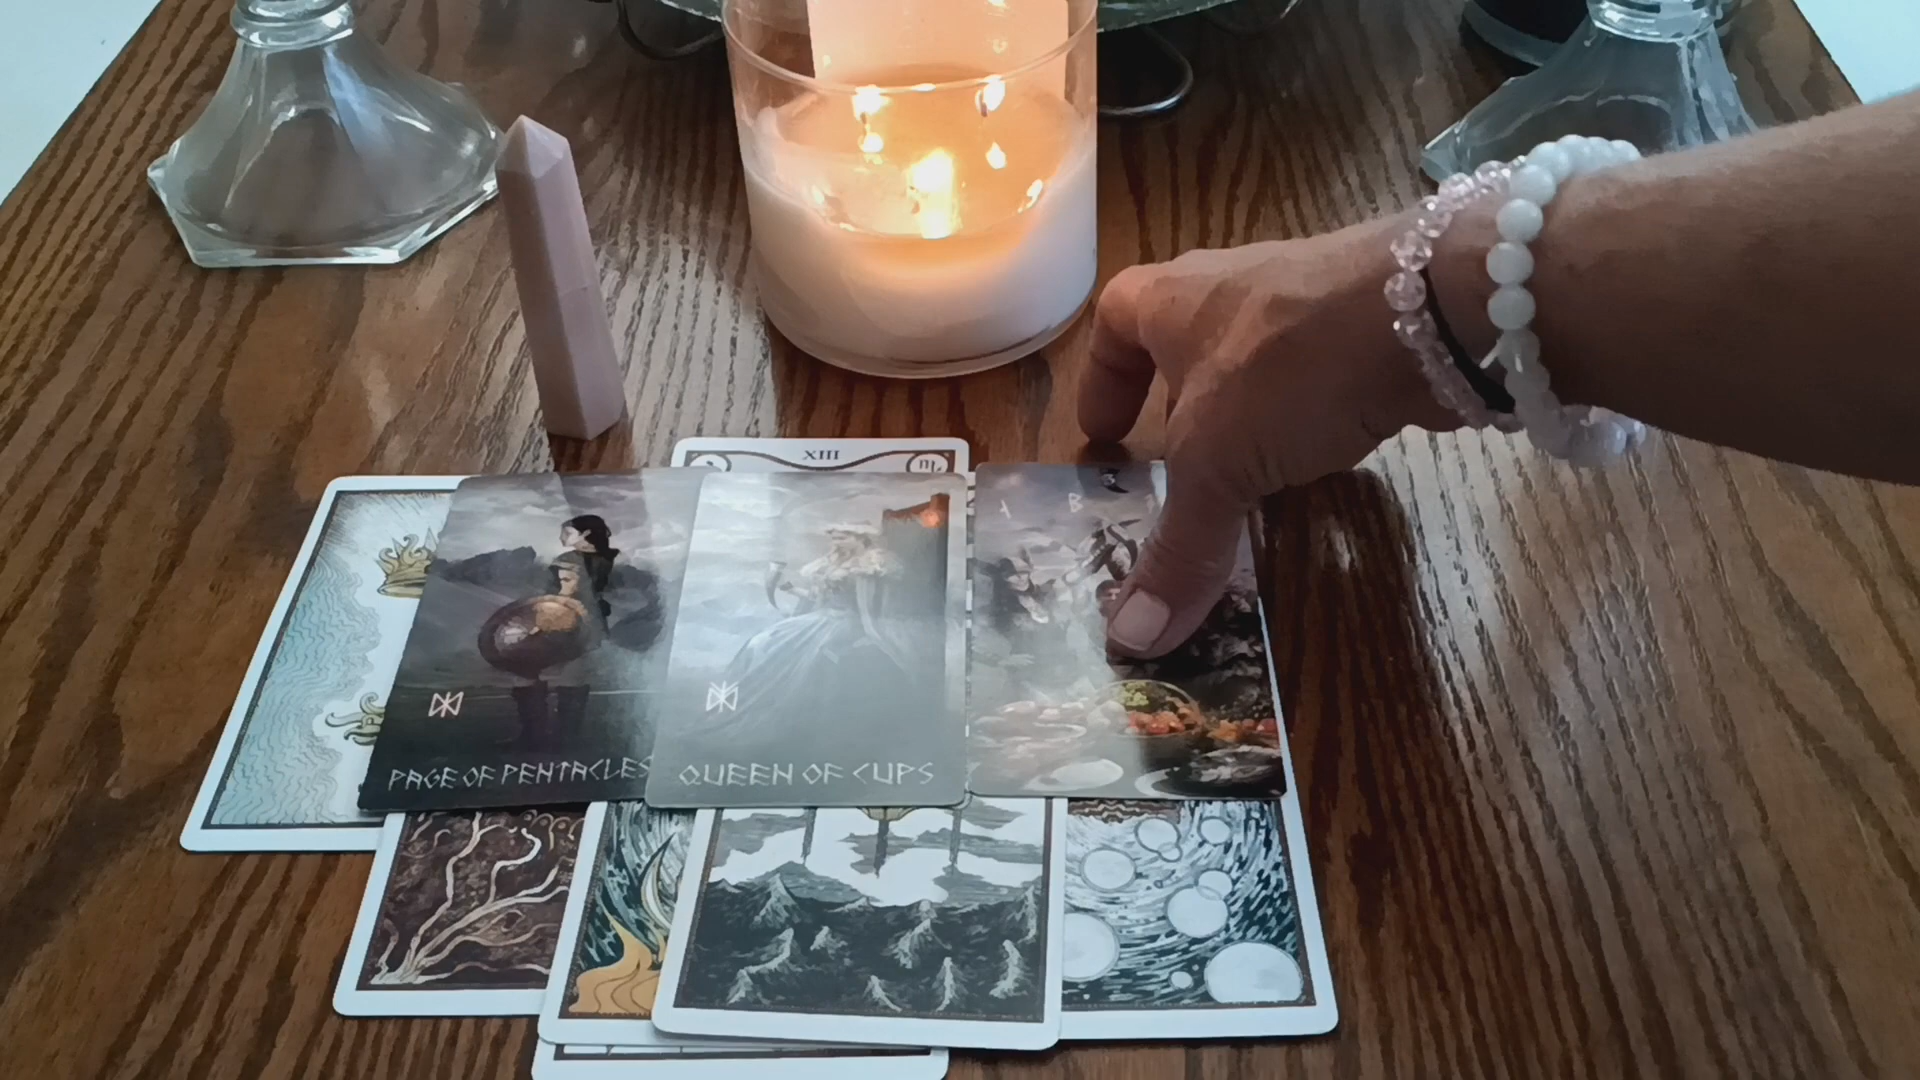 XIII
PAGE OF PENTACLES
QUEEN OF CUPS